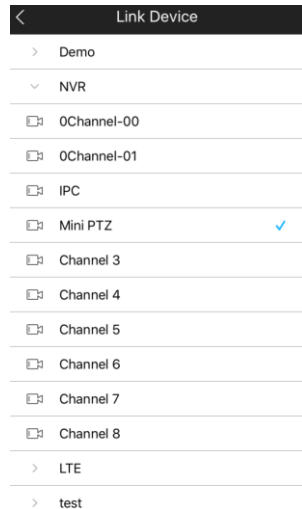 Link Device
Demo
NVR
0Channel-00
0Channel-01
IPC
Mini PTZ
Channel 3
Channel 4
Channel 5
Channel 6
Channel 7
Channel 8
LTE
test